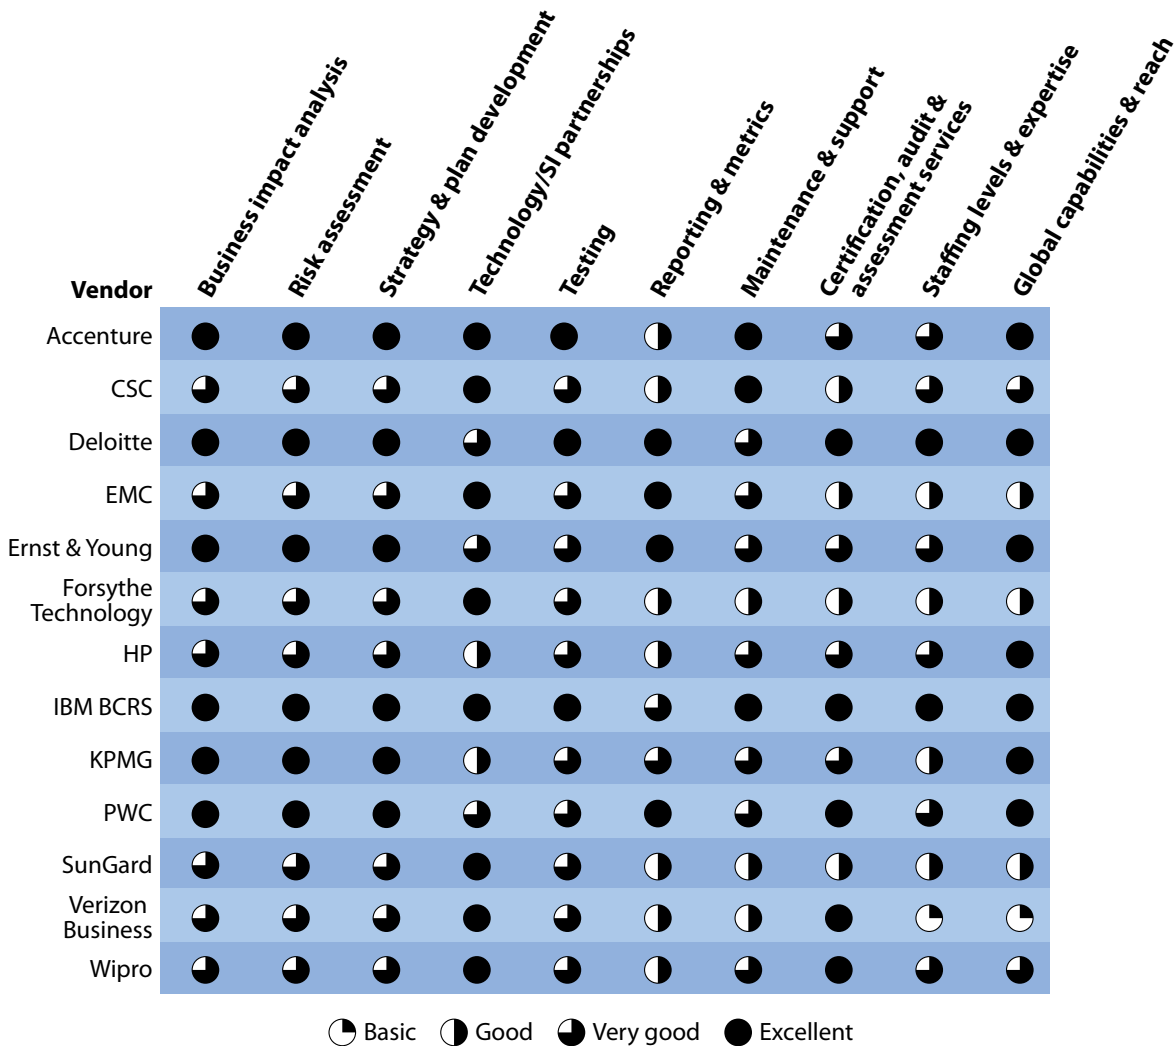 Business impact analysis
Risk assessment
Strategy & plan development
Technology/SI partnerships
Testing
Reporting & metrics
Maintenance & support
Certification, audit &
assessment services
Staffing levels & expertise
Global capabilities & reach
Vendor
Accenture
CSC
Deloitte
EMC
Ernst & Young
Forsythe
Technology
HP
IBM BCRS
KPMG
PWC
SunGard
Verizon
Business
Wipro
Basic Good Very good Excellent